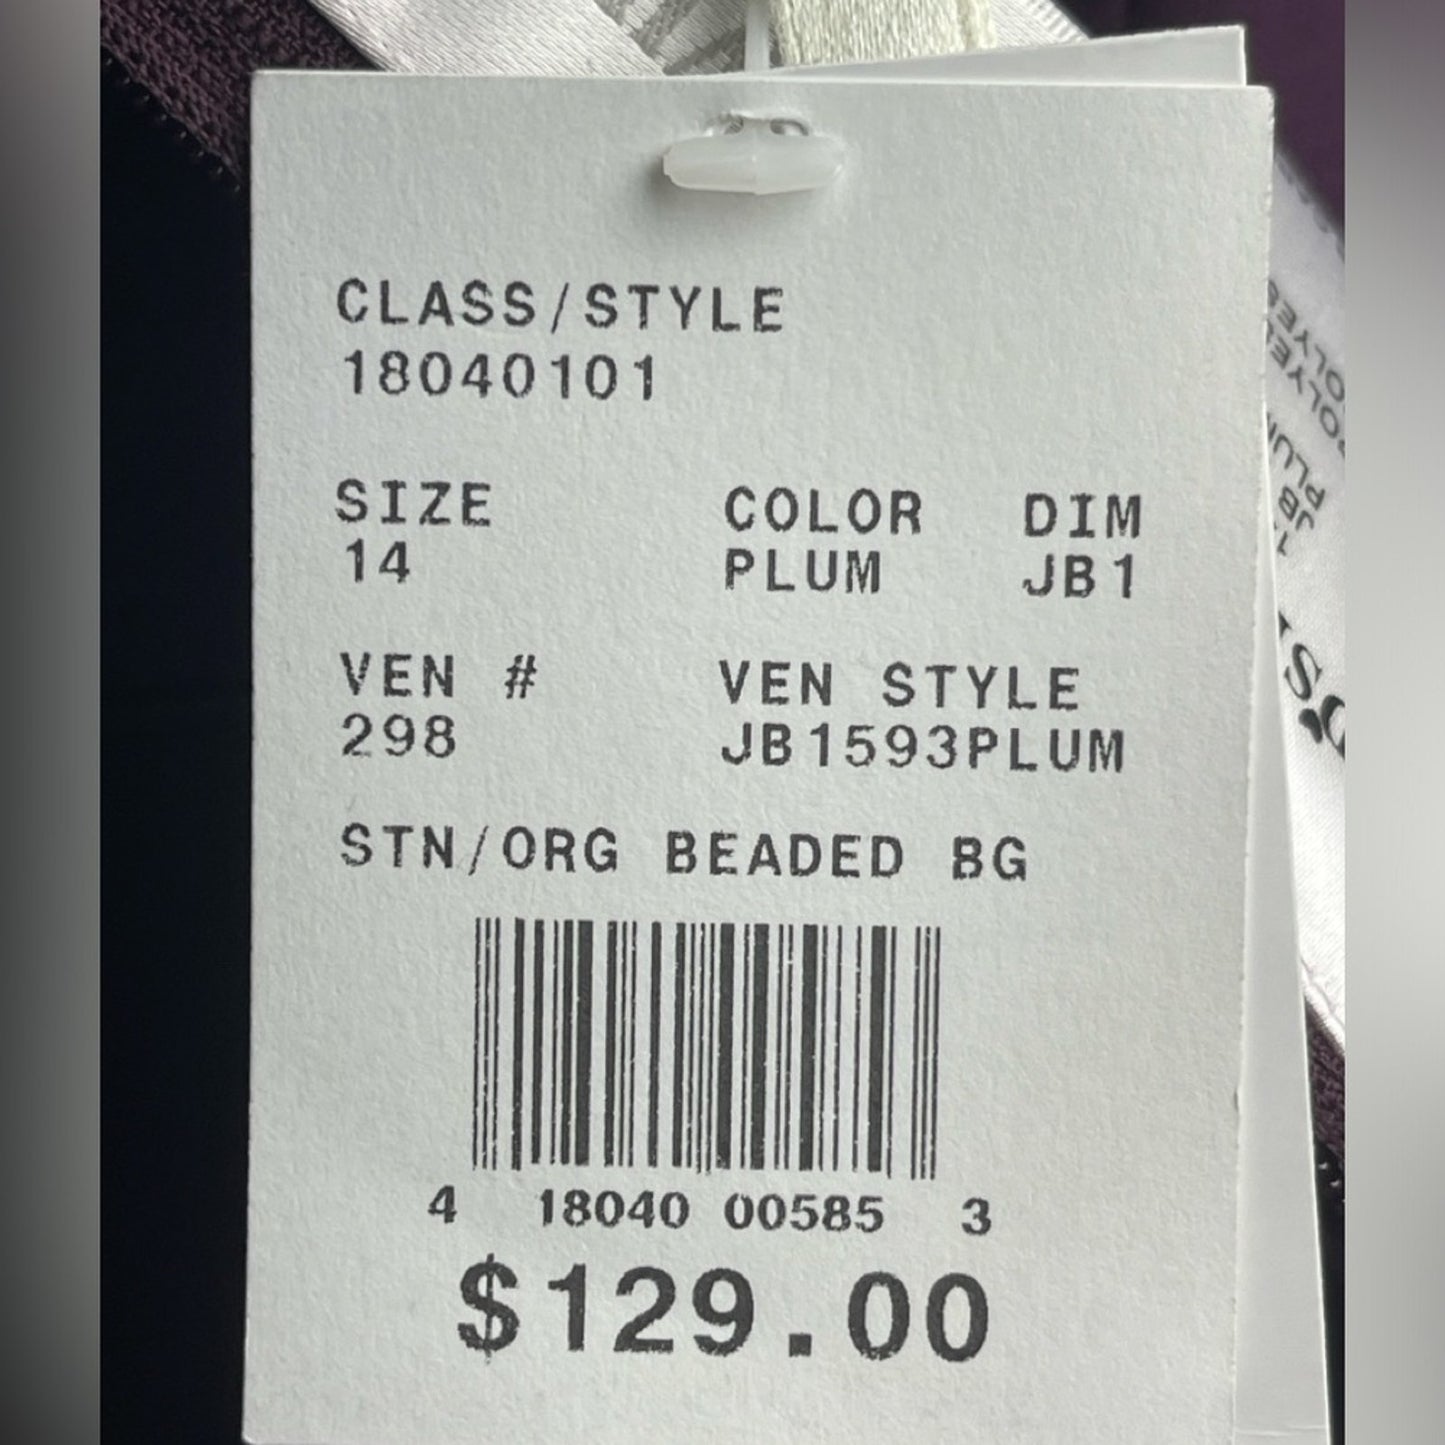 CLASS/STYLE
18040101
SIZE COLOR DIM
14 PLUM JB1
VEN # VEN STYLE
298 JB1593PLUM
STN/ORG BEADED BG
4 18040 00585 3
$129.00